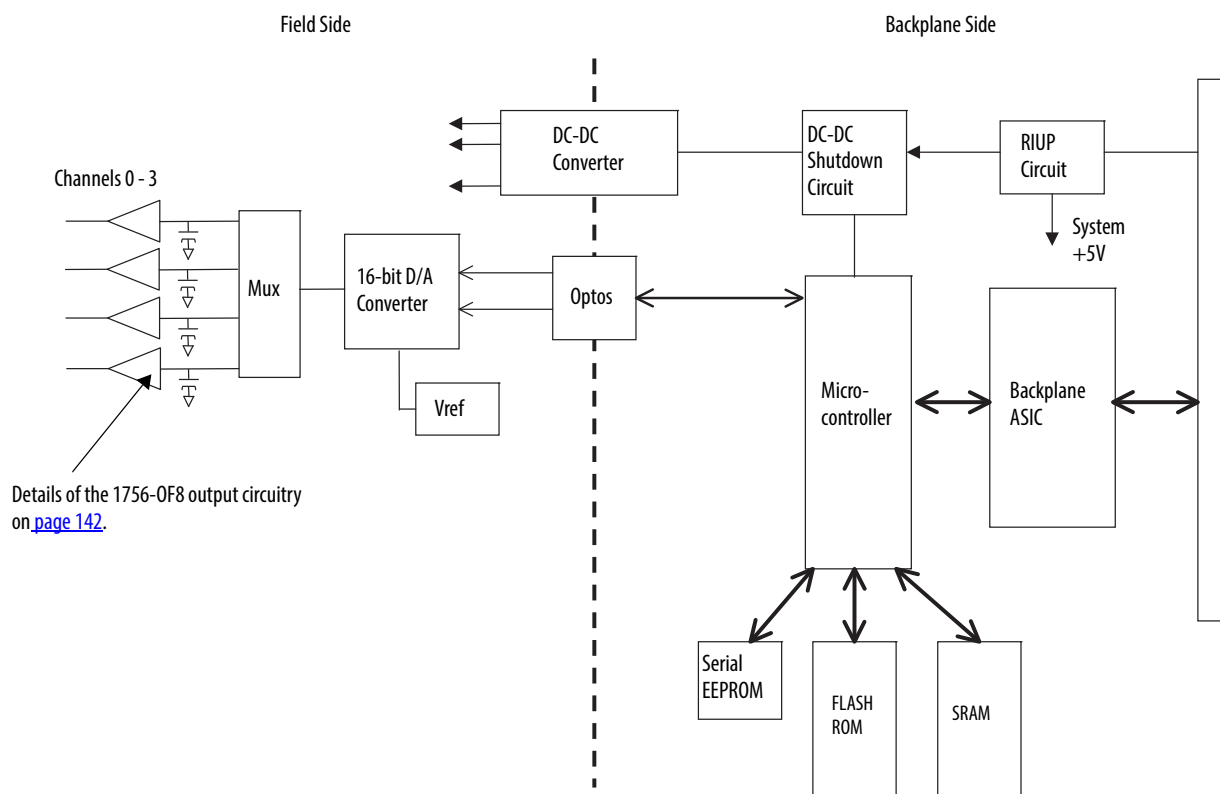 Field Side
Backplane Side
DC-DC
Converter
DC-DC
Shutdown
Circuit
RIUP
Circuit
System
+5V
Channels 0 - 3
Mux
16-bit D/A
Converter
Optos
Vref
Micro-
controller
Backplane
ASIC
Details of the 1756-OF8 output circuitry
on page 142.
Serial
EEPROM
FLASH
ROM
SRAM